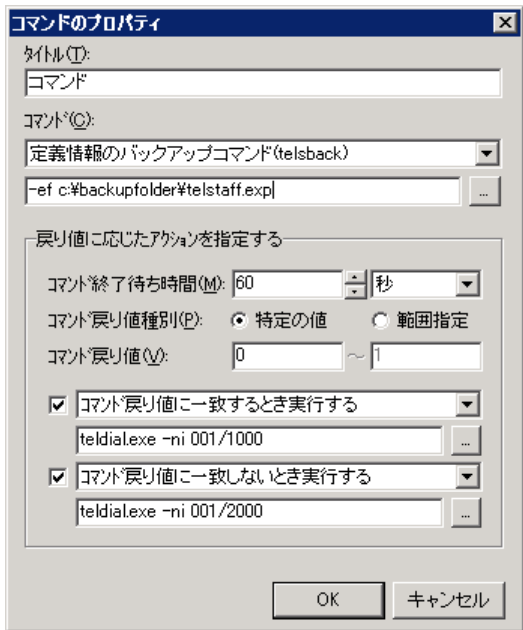 コマンドのプロパティ
タイトル(T):
コマンド
コマンド(C):
定義情報のバックアップコマンド(telsback)
-ef c:¥backupfolder¥telstaff.exp
...
戻り値に応じたアクションを指定する
コマンド終了待ち時間(M): 60 秒
コマンド戻り値種別(P): 特定の値 範囲指定
コマンド戻り値(V): 0 ～ 1
コマンド戻り値に一致するとき実行する
teldial.exe -ni 001/1000 ...
コマンド戻り値に一致しないとき実行する
teldial.exe -ni 001/2000 ...
OK キャンセル